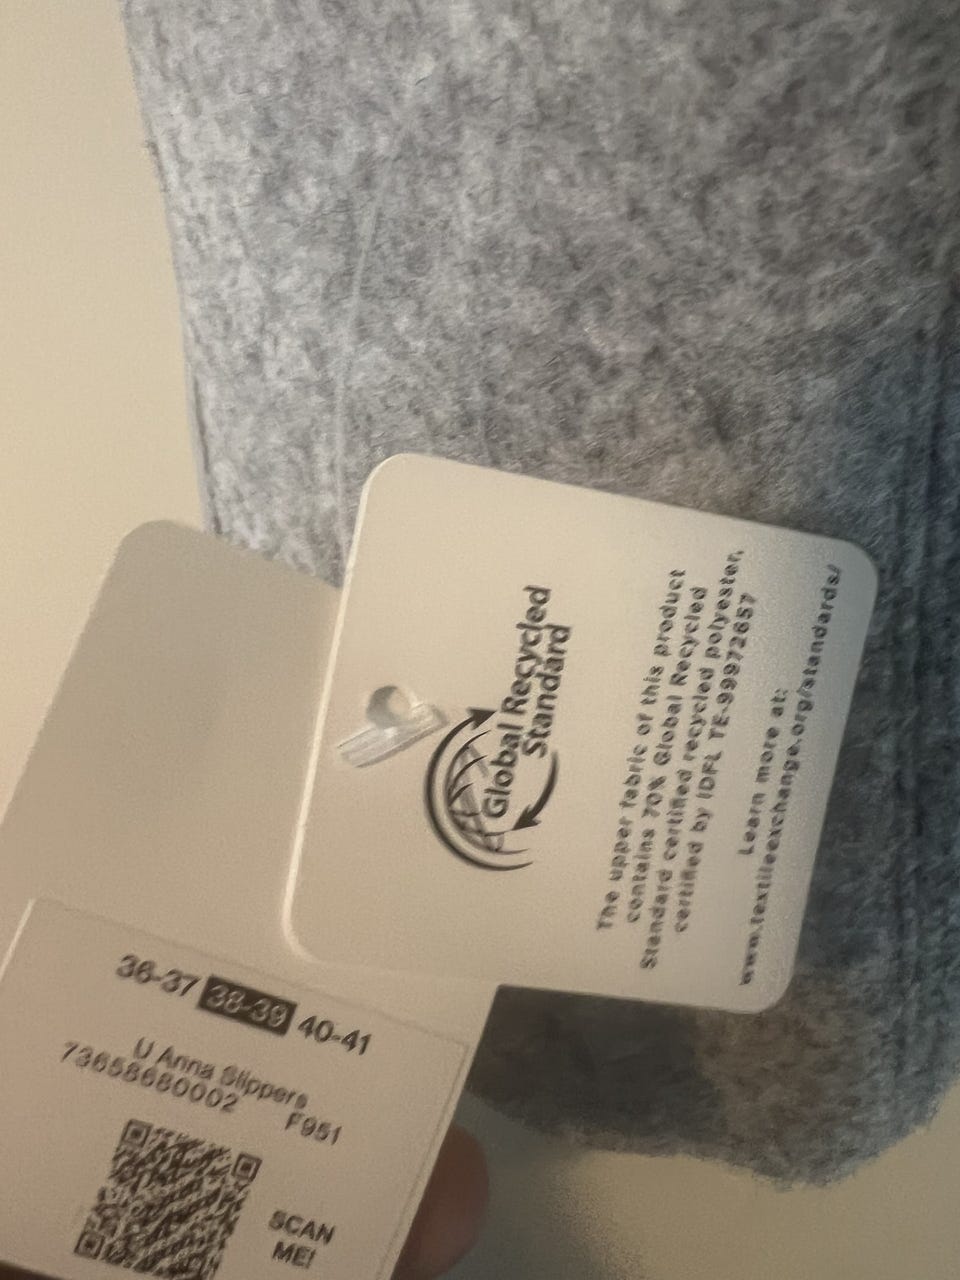 Global Recycled
Standard
The upper fabric of this product
contains 70% Global Recycled
Standard certified recycled
certified by IDFL TE-99972657
polyester,
Learn more at:
www.textileexchange.org/standards/
36-37 38-39 40-41
U Anna Slippers
73658680002 F951
SCAN
ME!